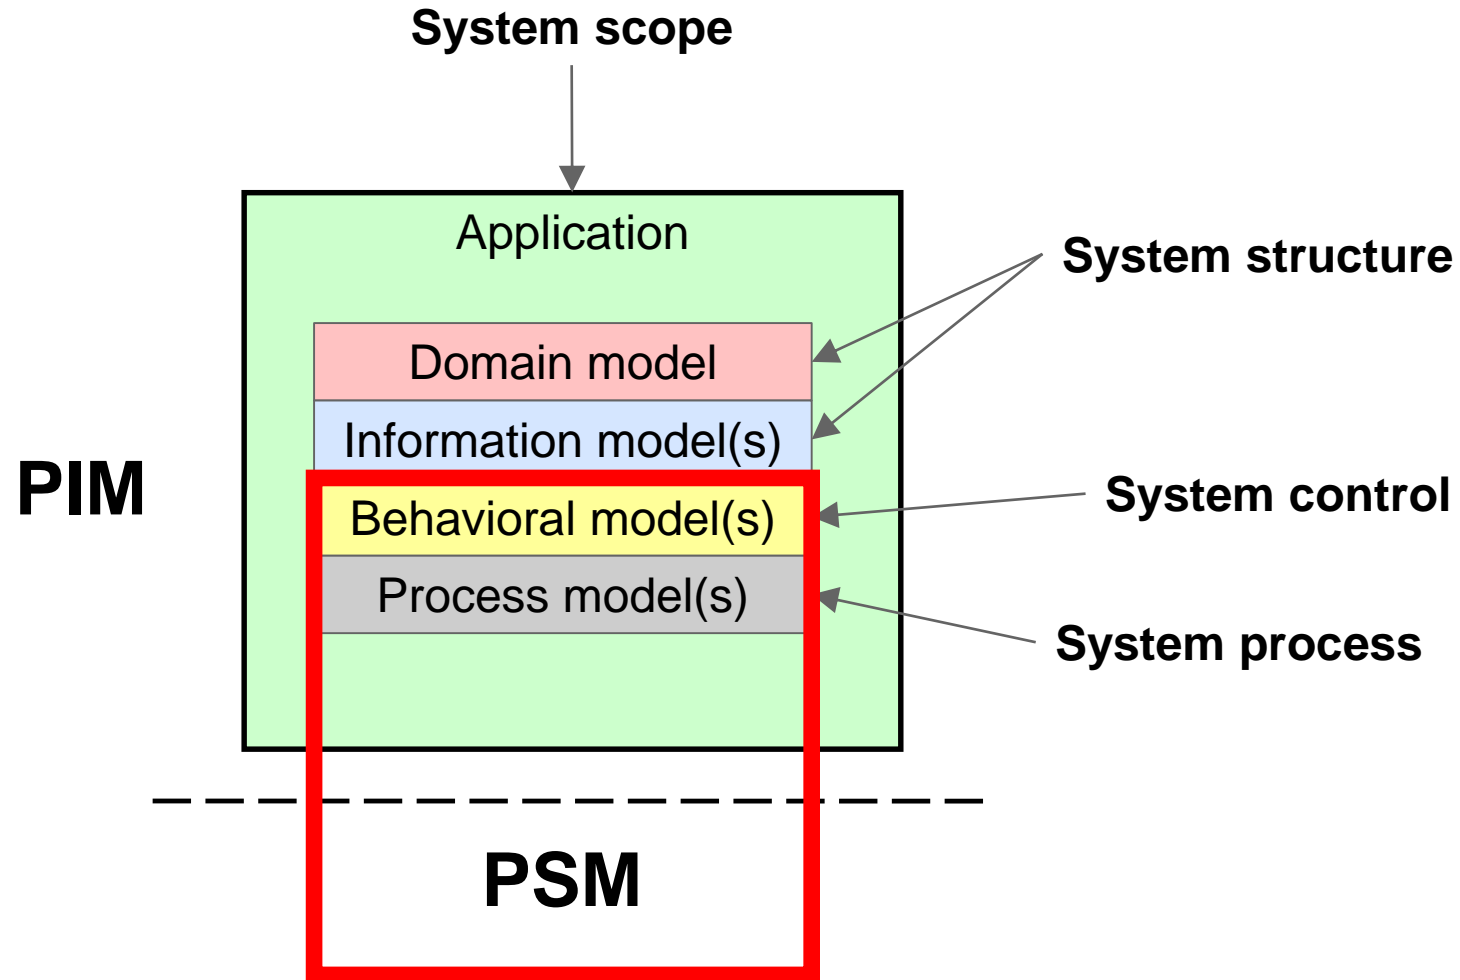 System scope
Application
System structure
Domain model
Information model(s)
PIM
System control
Behavioral model(s)
Process model(s)
System process
PSM